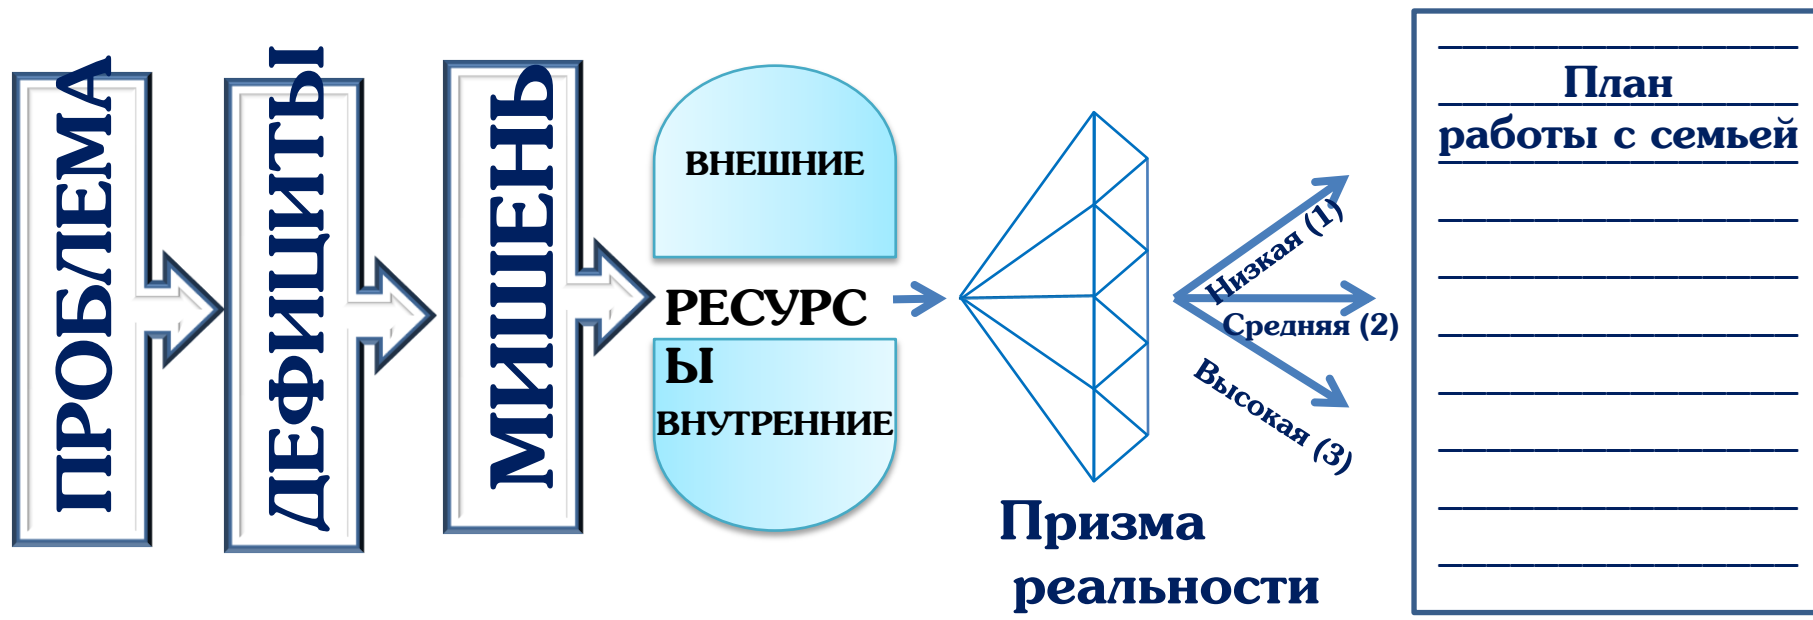 ПРОБЛЕМА
ДЕФИЦИТЫ
МИШЕНЬ
ВНЕШНИЕ
РЕСУРС
Ы
ВНУТРЕННИЕ
Призма
реальности
Низкая (1)
Средняя (2)
Высокая (3)
План
работы с семьей